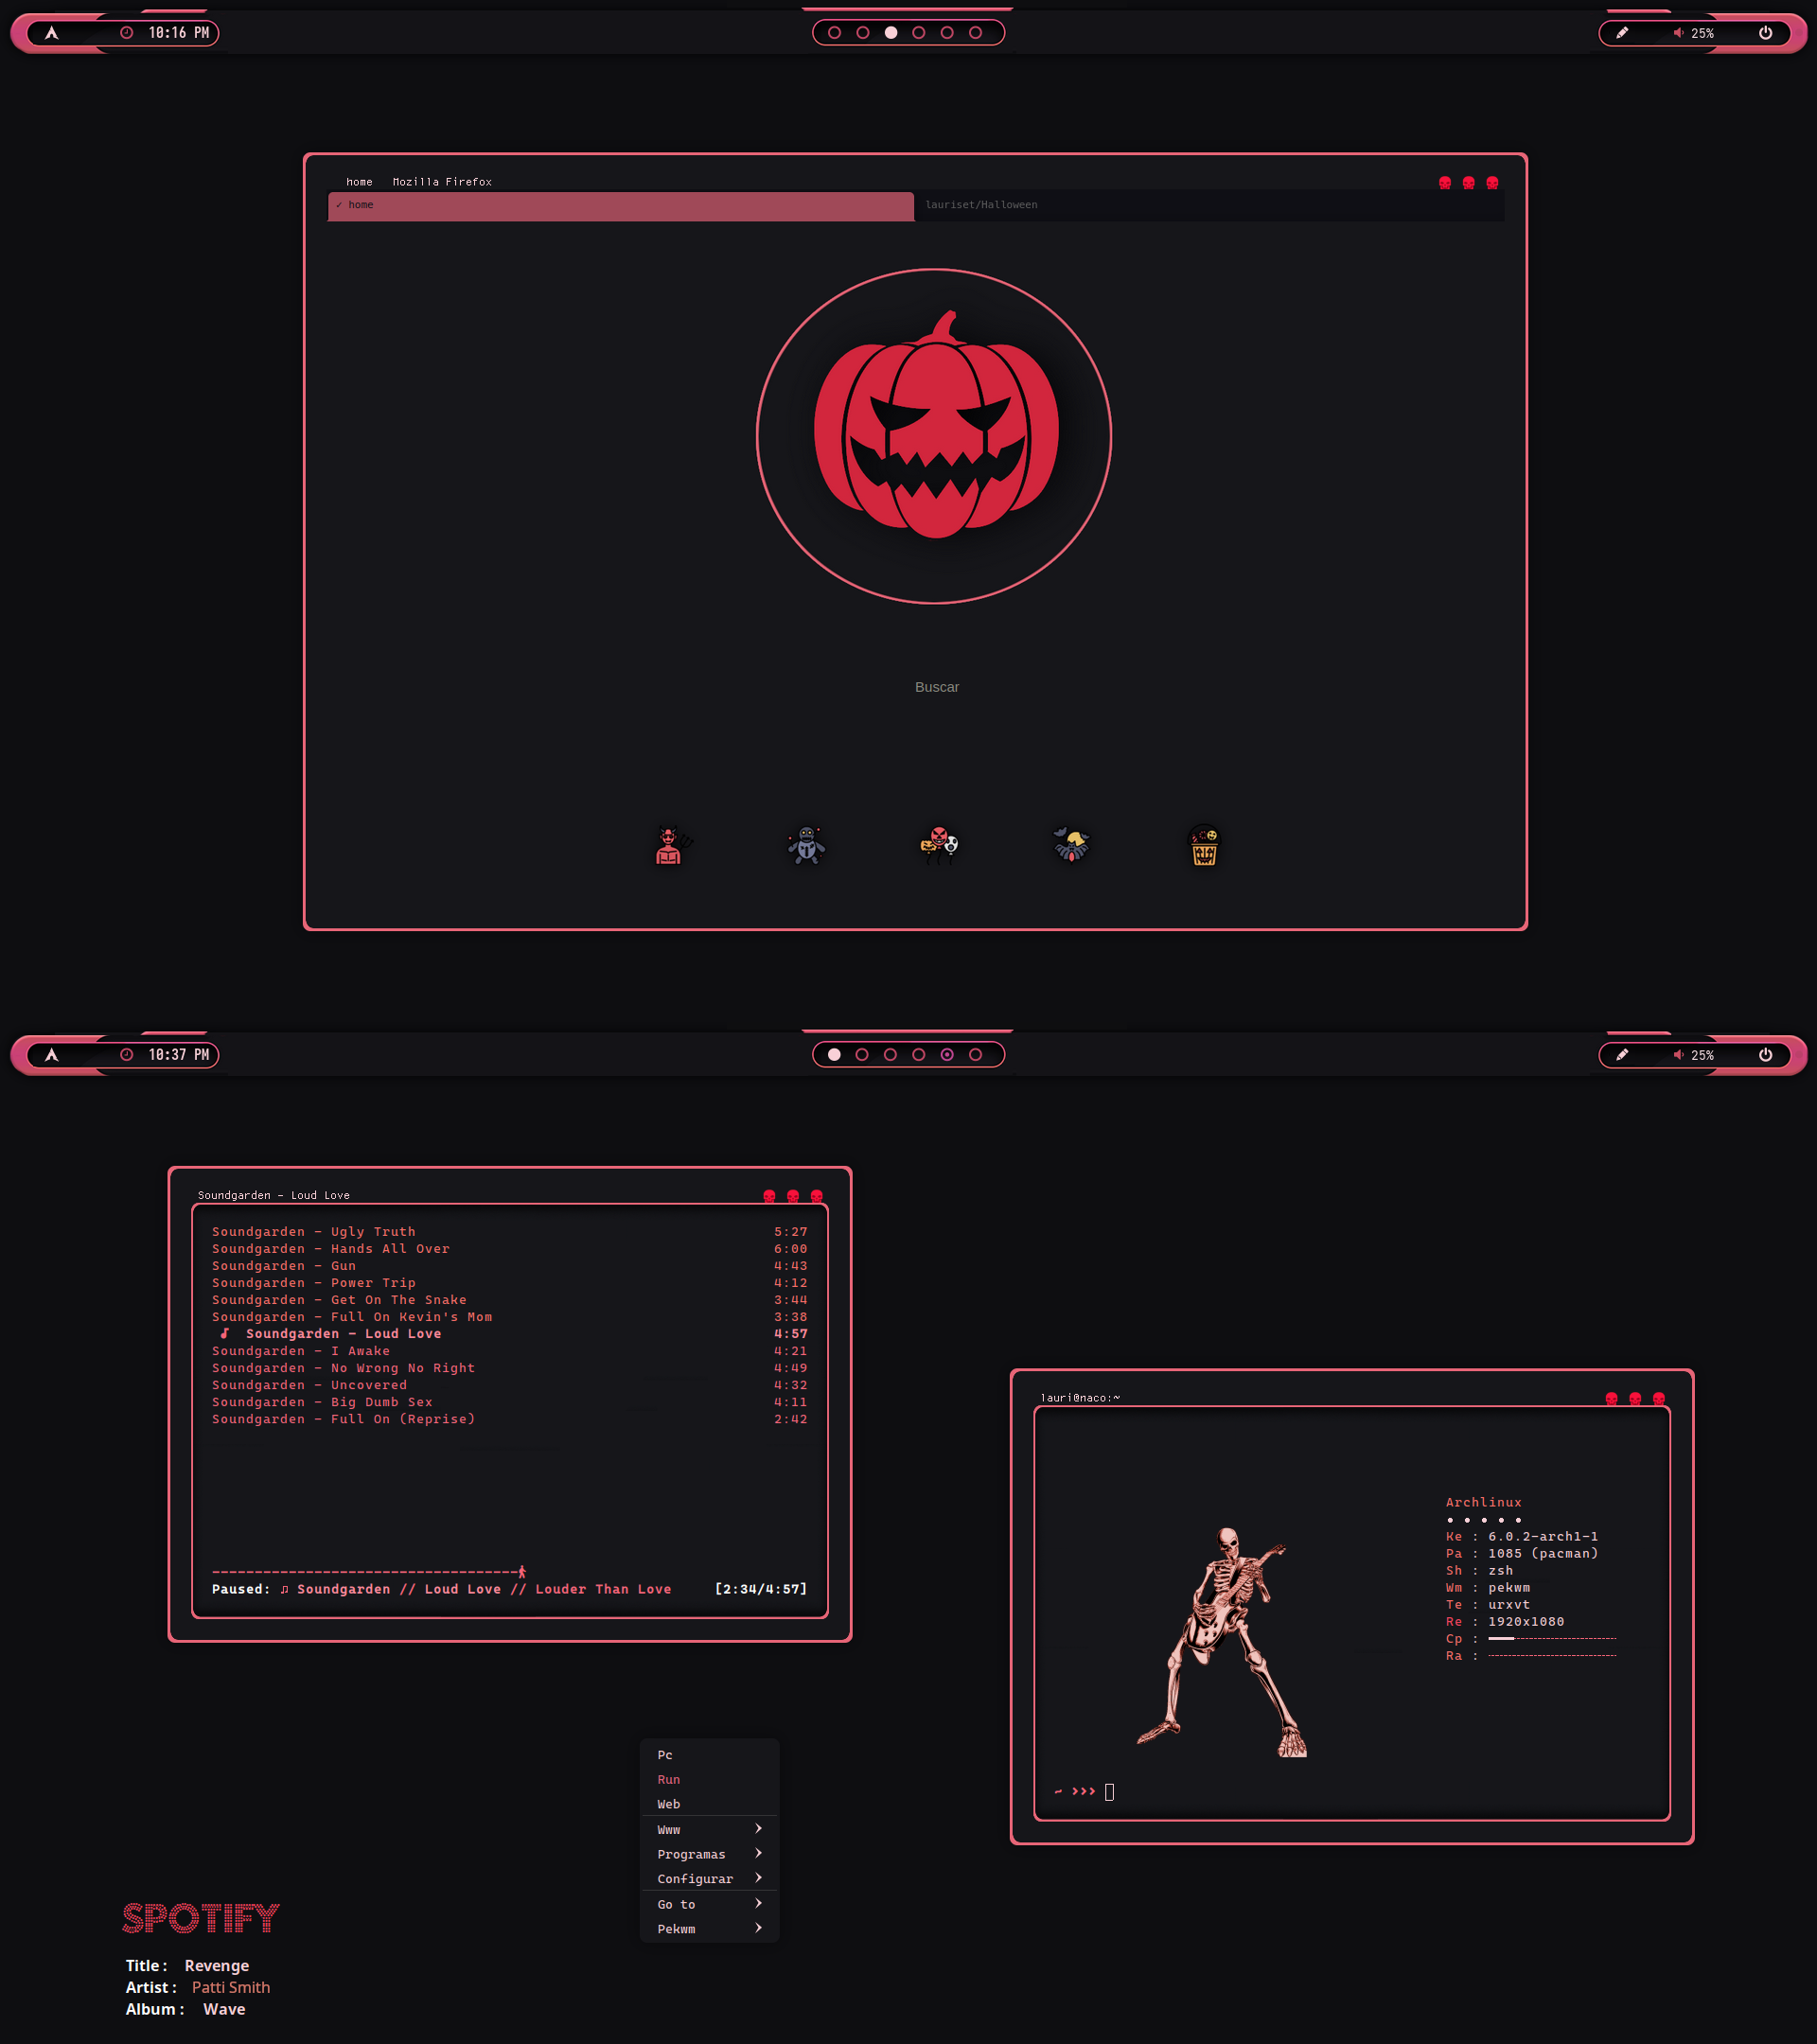 10:16 PM
25%
home   Mozilla Firefox
✓ home
lauriset/Halloween
Buscar
10:37 PM
25%
Soundgarden - Loud Love
Soundgarden - Ugly Truth 5:27
Soundgarden - Hands All Over 6:00
Soundgarden - Gun 4:43
Soundgarden - Power Trip 4:12
Soundgarden - Get On The Snake 3:44
Soundgarden - Full On Kevin's Mom 3:38
♪ Soundgarden - Loud Love 4:57
Soundgarden - I Awake 4:21
Soundgarden - No Wrong No Right 4:49
Soundgarden - Uncovered 4:32
Soundgarden - Big Dumb Sex 4:11
Soundgarden - Full On (Reprise) 2:42
Paused: ♫ Soundgarden // Loud Love // Louder Than Love [2:34/4:57]
lauri@naco:~
Archlinux
• • • • •
Ke : 6.0.2-arch1-1
Pa : 1085 (pacman)
Sh : zsh
Wm : pekwm
Te : urxvt
Re : 1920x1080
Cp :
Ra :
~ ›››
Pc
Run
Web
Www
Programas
Configurar
Go to
Pekwm
SPOTIFY
Title : Revenge
Artist : Patti Smith
Album : Wave